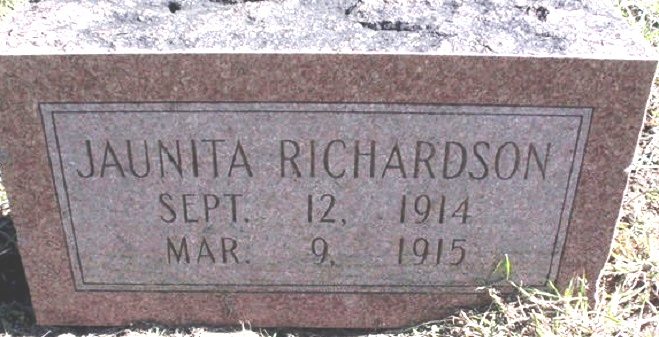 JAUNITA RICHARDSON
SEPT. 12, 1914
MAR. 9, 1915